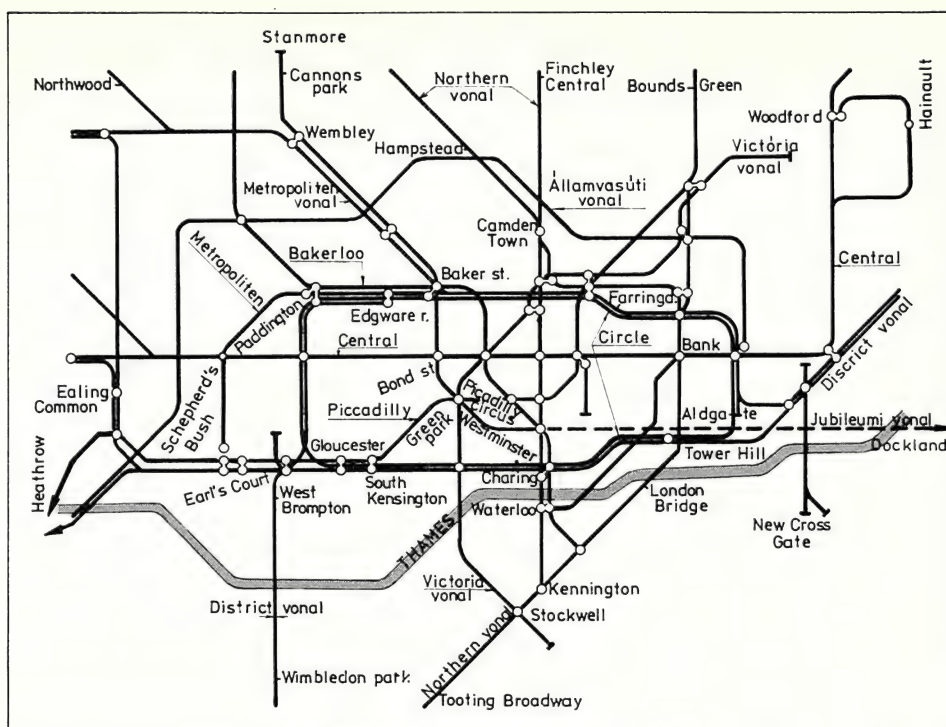 Stanmore
Cannons
park
Northwood
Northern
vonal
Finchley
Central
Bounds
Green
Woodford
Hainault
Wembley
Hampstead
Victória
vonal
Metropoliten
vonal
Államvasúti
vonal
Camden
Town
Metropoliten
Bakerloo
Baker st.
Central
Paddington
Edgware r.
Farringd.
Circle
District vonal
Central
Bank
Bond st.
Ealing
Common
Schepherd's
Bush
Piccadilly
Green
park
Picadilly
Circus
Aldgate
Westminster
Jubileumi vonal
Dockland
Gloucester
Tower Hill
Heathrow
Earl's Court
West
Brompton
South
Kensington
Charing
Waterloo
London
Bridge
New Cross
Gate
THAMES
Victoria
vonal
Kennington
District vonal
Stockwell
Northern vonal
Wimbledon park
Tooting Broadway